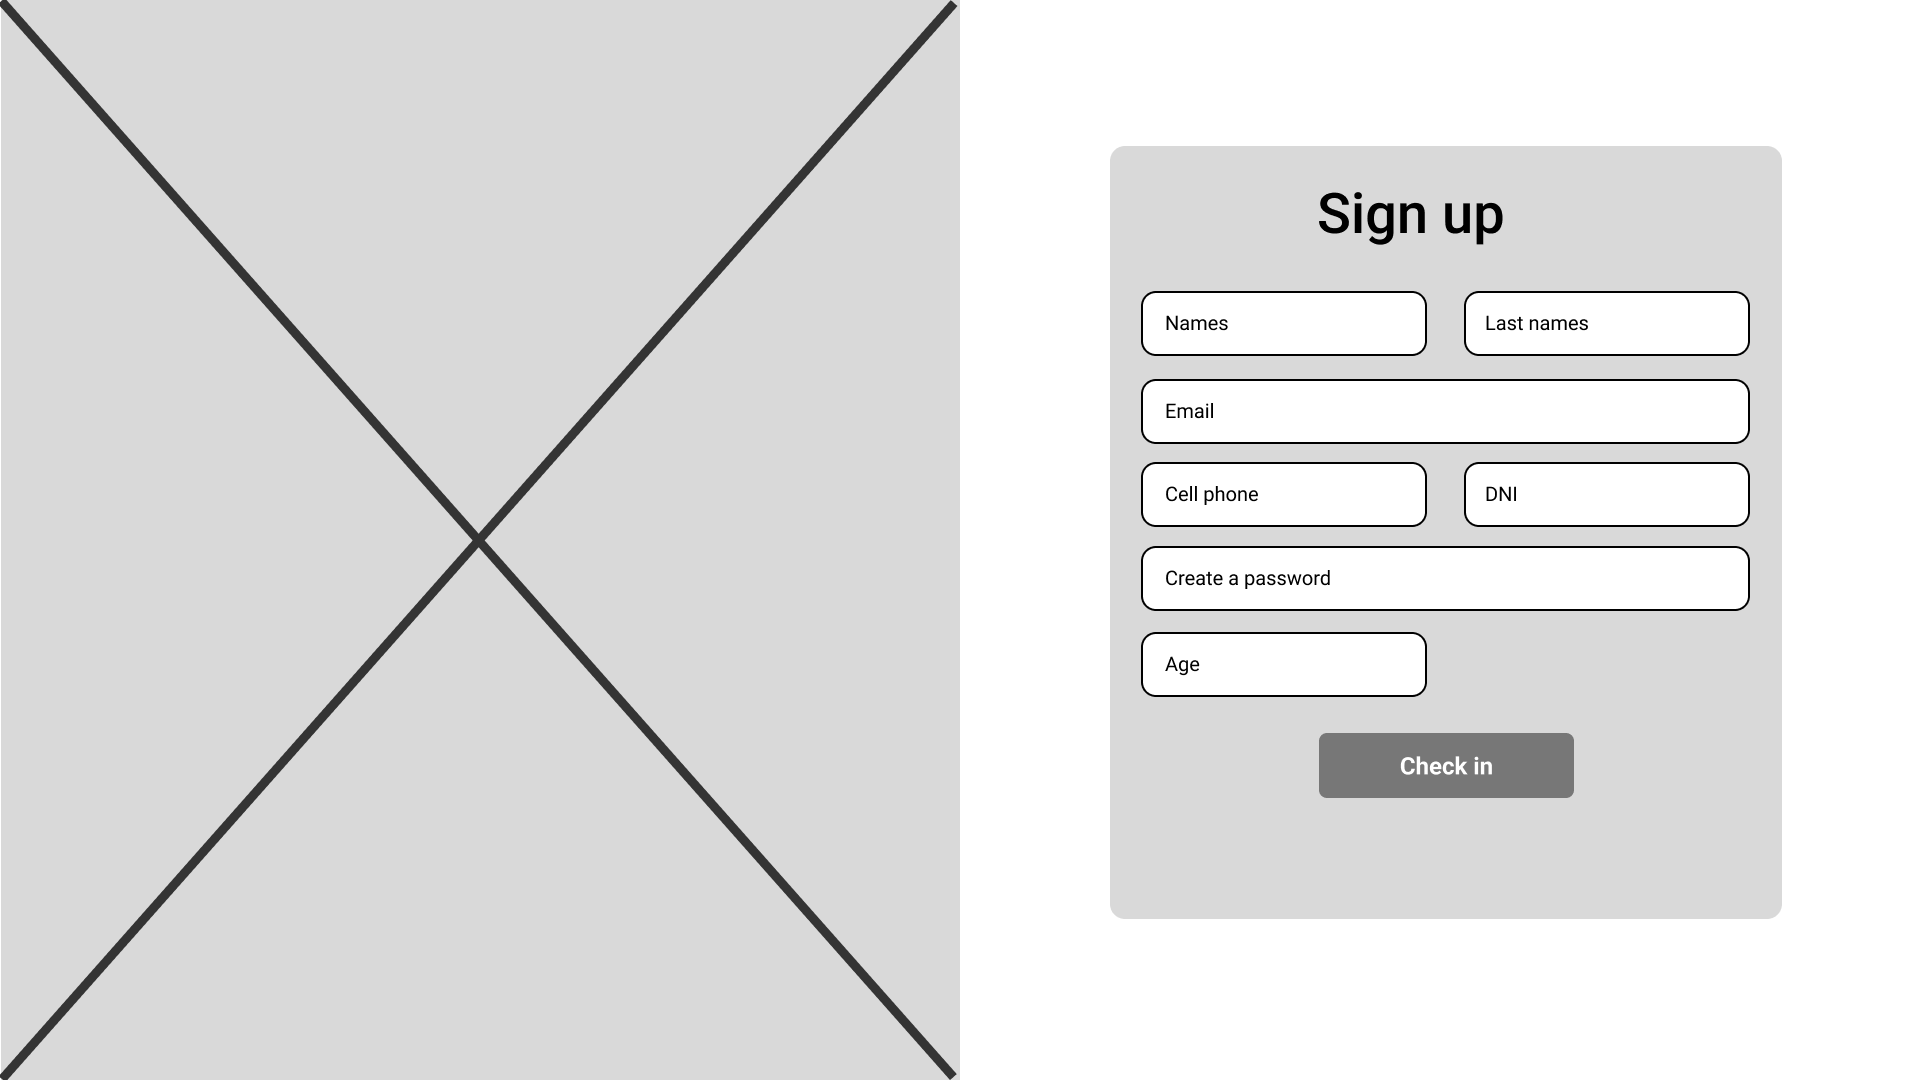 Sign up
Names
Last names
Email
Cell phone
DNI
Create a password
Age
Check in